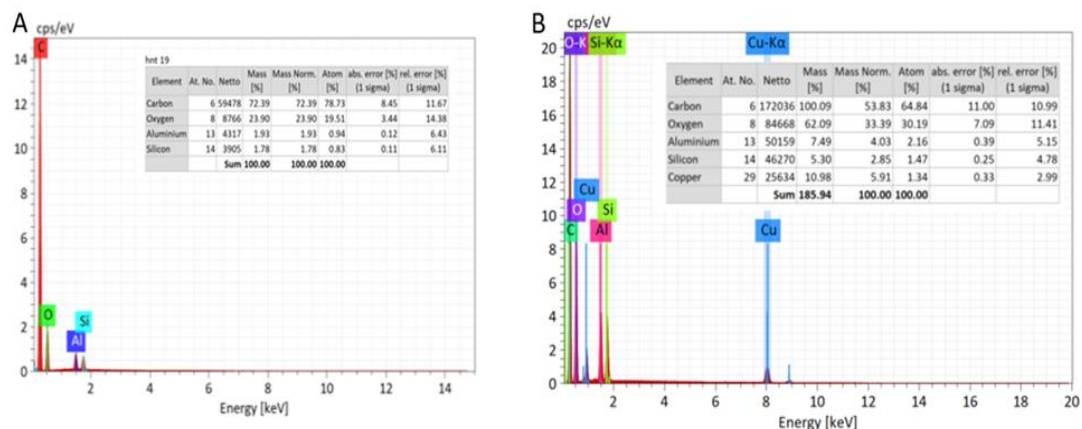 A
cps/eV
C
14
12
10
8
6
4
2
0
hnt 19
Element At. No. Netto Mass [%] Mass Norm. [%] Atom [%] abs. error [%] (1 sigma) rel. error [%] (1 sigma)
Carbon 6 59478 72.39 72.39 78.73 8.45 11.67
Oxygen 8 8766 23.90 23.90 19.51 3.44 14.38
Aluminium 13 4317 1.93 1.93 0.94 0.12 6.43
Silicon 14 3905 1.78 1.78 0.83 0.11 6.11
Sum 100.00 100.00 100.00
O
Si
Al
2 4 6 8 10 12 14
Energy [keV]
B
cps/eV
O-K Si-Kα Cu-Kα
20
18
16
14
12
10
8
6
4
2
0
Element At. No. Netto Mass [%] Mass Norm. [%] Atom [%] abs. error [%] (1 sigma) rel. error [%] (1 sigma)
Carbon 6 172036 100.09 53.83 64.84 11.00 10.99
Oxygen 8 84668 62.09 33.39 30.19 7.09 11.41
Aluminium 13 50159 7.49 4.03 2.16 0.39 5.15
Silicon 14 46270 5.30 2.85 1.47 0.25 4.78
Copper 29 25634 10.98 5.91 1.34 0.33 2.99
Sum 185.94 100.00 100.00
Cu
O Si
C Al Cu
2 4 6 8 10 12 14 16 18 20
Energy [keV]